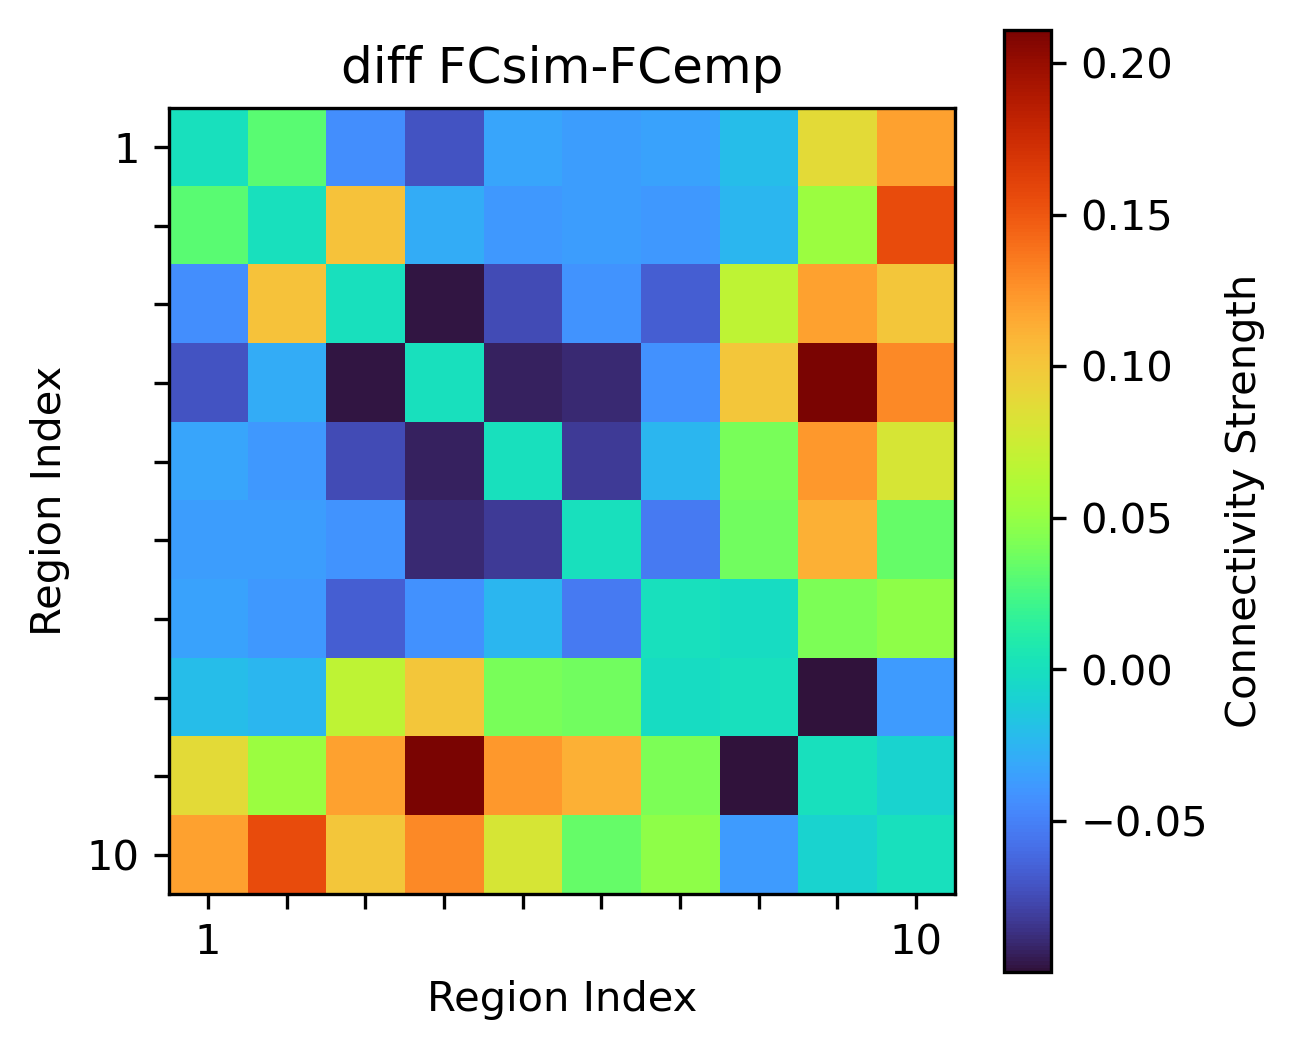 diff FCsim-FCemp
1
10
Region Index
1
10
Region Index
0.20
0.15
0.10
0.05
0.00
−0.05
Connectivity Strength